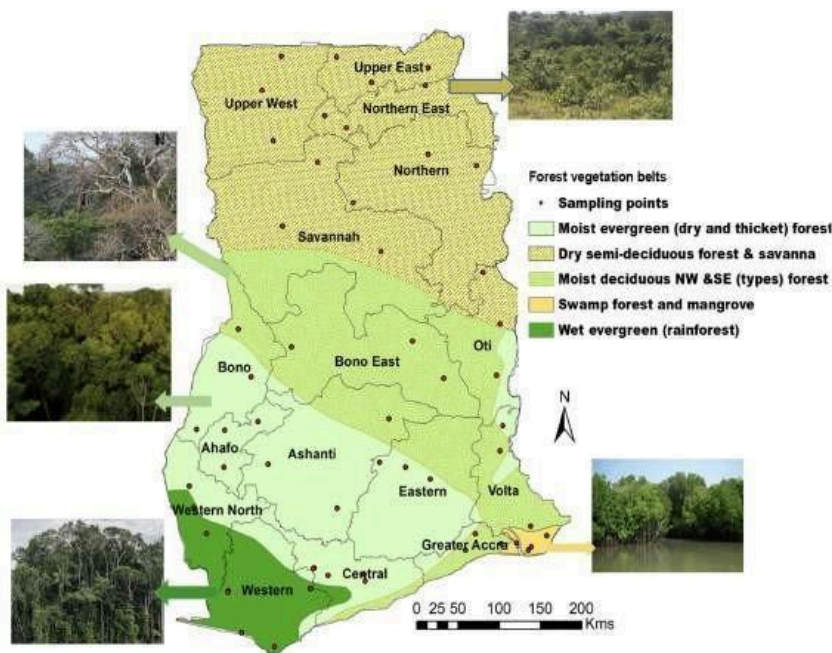 Upper East
Upper West
Northern East
Northern
Savannah
Forest vegetation belts
Sampling points
Moist evergreen (dry and thicket) forest
Dry semi-deciduous forest & savanna
Moist deciduous NW &SE (types) forest
Swamp forest and mangrove
Wet evergreen (rainforest)
Oti
Bono
Bono East
N
Ahafo
Ashanti
Eastern
Volta
Western North
Greater Accra
Western
Central
0 25 50 100 150 200
Kms